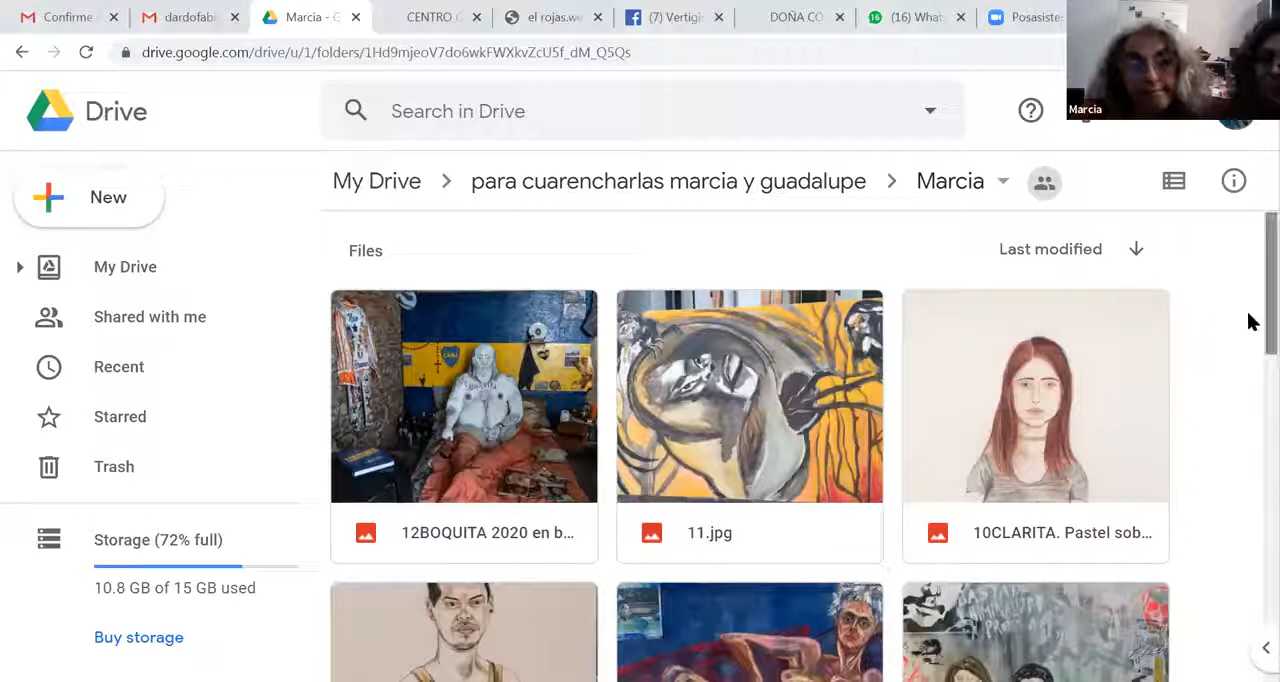 Confirme
dardofab
Marcia - G
CENTRO
el rojas.w
(7) Vertig
DOÑA CO
(16) What
Posasiste
drive.google.com/drive/u/1/folders/1Hd9mjeoV7do6wkFWXkvZcU5f_dM_Q5Qs
Marcia
Drive
Search in Drive
New
My Drive > para cuarencharlas marcia y guadalupe > Marcia
My Drive
Shared with me
Recent
Starred
Trash
Storage (72% full)
10.8 GB of 15 GB used
Buy storage
Files
Last modified
12BOQUITA 2020 en b...
11.jpg
10CLARITA. Pastel sob...